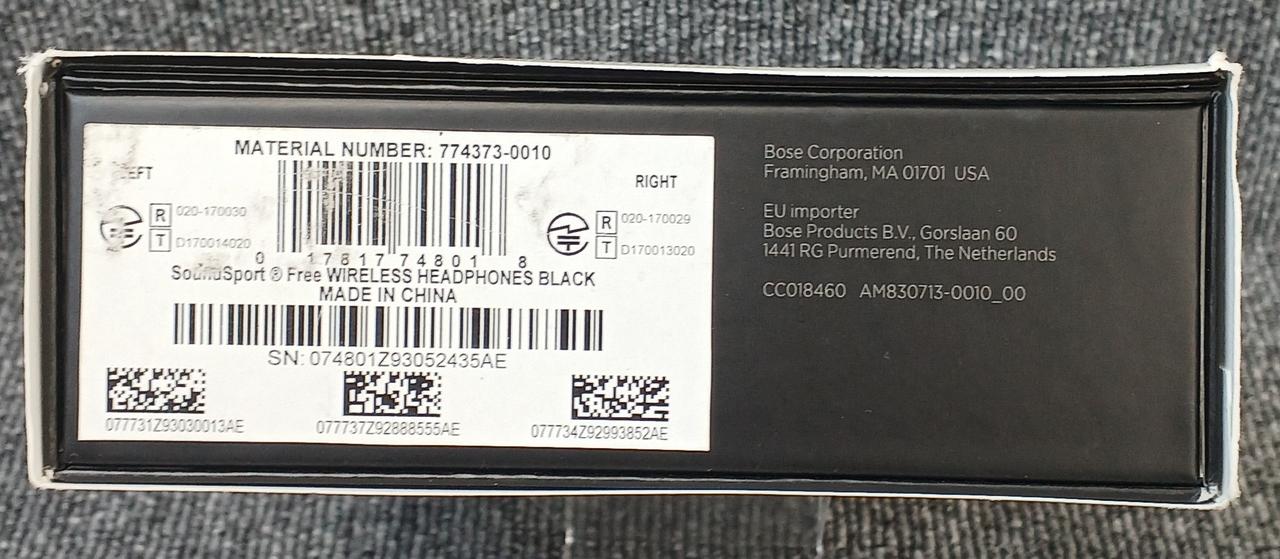 MATERIAL NUMBER: 774373-0010
RIGHT
R 020-170030
T D170014020
R 020-170029
T D170013020
0 17817 74801 8
SoundSport ® Free WIRELESS HEADPHONES BLACK
MADE IN CHINA
SN: 074801Z93052435AE
077731Z93030013AE
077737Z92888555AE
077734Z92993852AE
Bose Corporation
Framingham, MA 01701 USA
EU importer
Bose Products B.V., Gorslaan 60
1441 RG Purmerend, The Netherlands
CC018460 AM830713-0010_00